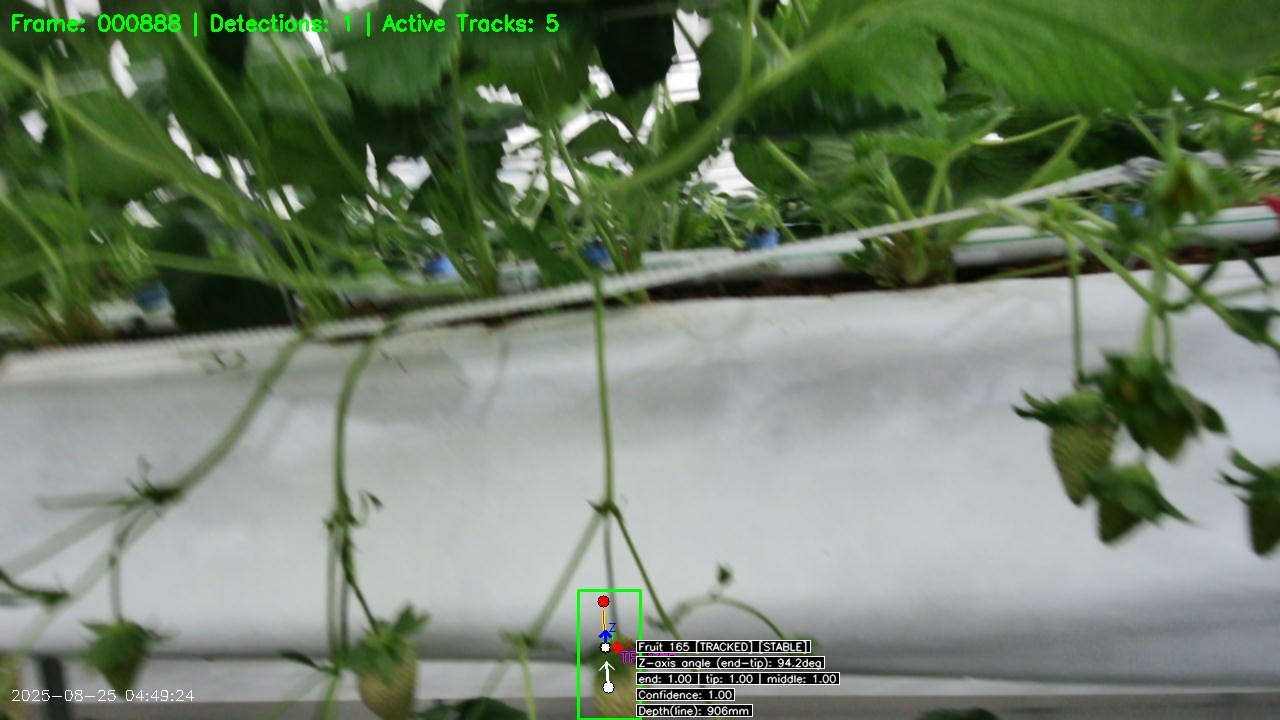 Frame: 000888 | Detections: 1 | Active Tracks: 5
Z
Fruit 165 [TRACKED] [STABLE]
Z-axis angle (end-tip): 94.2deg
end: 1.00 | tip: 1.00 | middle: 1.00
Confidence: 1.00
Depth(line): 906mm
2025-08-25 04:49:24